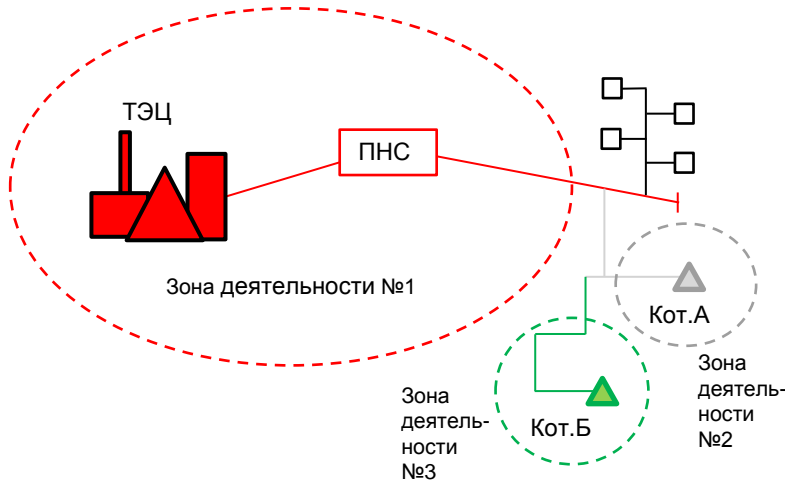 ТЭЦ
ПНС
Зона деятельности №1
Кот.А
Зона
деятель-
ности
№2
Зона
деятель-
ности
№3
Кот.Б